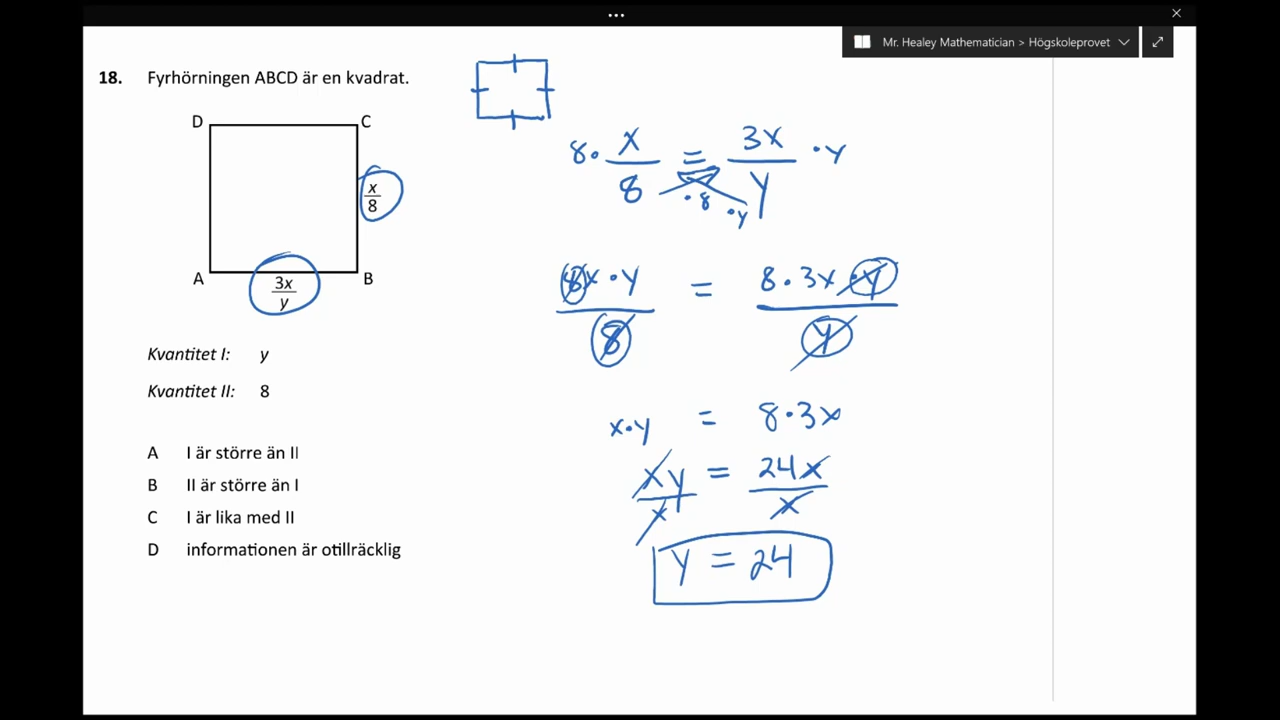 Mr. Healey Mathematician > Högskoleprovet
18. Fyrhörningen ABCD är en kvadrat.
D C
x
8
A B
3x
y
Kvantitet I: y
Kvantitet II: 8
A I är större än II
B II är större än I
C I är lika med II
D informationen är otillräcklig
8 · x/8 = 3x/y · y
· 8 · y
8x · y / 8 = 8 · 3x · y / y
x · y = 8 · 3x
xy/x = 24x/x
y = 24